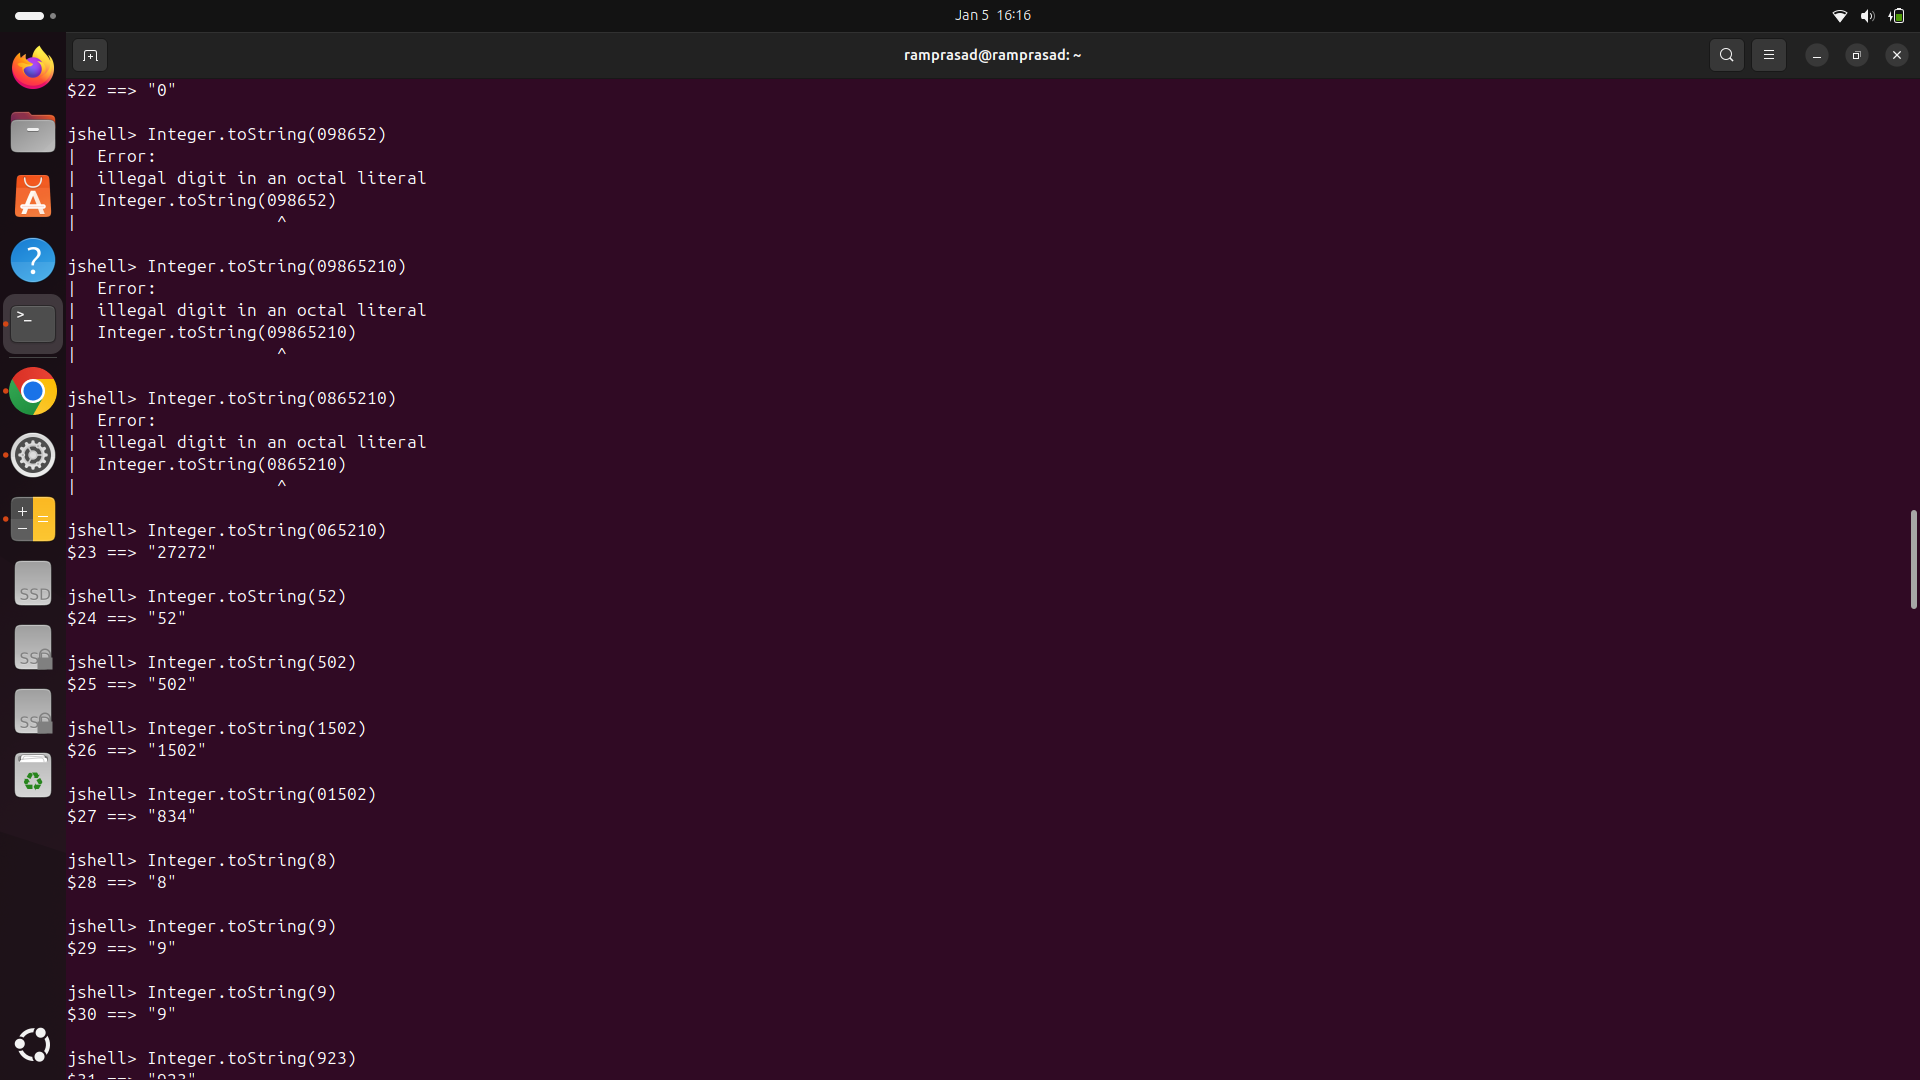 Jan 5 16:16
ramprasad@ramprasad: ~
$22 ==> "0"
jshell> Integer.toString(098652)
| Error:
| illegal digit in an octal literal
| Integer.toString(098652)
| ^
jshell> Integer.toString(09865210)
| Error:
| illegal digit in an octal literal
| Integer.toString(09865210)
| ^
jshell> Integer.toString(0865210)
| Error:
| illegal digit in an octal literal
| Integer.toString(0865210)
| ^
jshell> Integer.toString(065210)
$23 ==> "27272"
jshell> Integer.toString(52)
$24 ==> "52"
jshell> Integer.toString(502)
$25 ==> "502"
jshell> Integer.toString(1502)
$26 ==> "1502"
jshell> Integer.toString(01502)
$27 ==> "834"
jshell> Integer.toString(8)
$28 ==> "8"
jshell> Integer.toString(9)
$29 ==> "9"
jshell> Integer.toString(9)
$30 ==> "9"
jshell> Integer.toString(923)
$31 ==> "923"
SSD
SSD
SSD